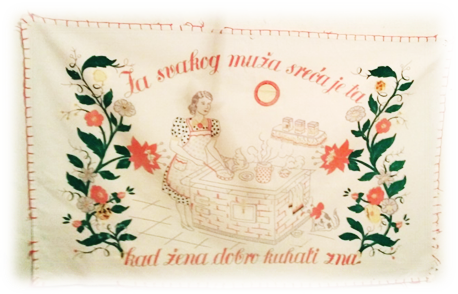 Za svakog muža sreća je ta
kad žena dobro kuhati zna.